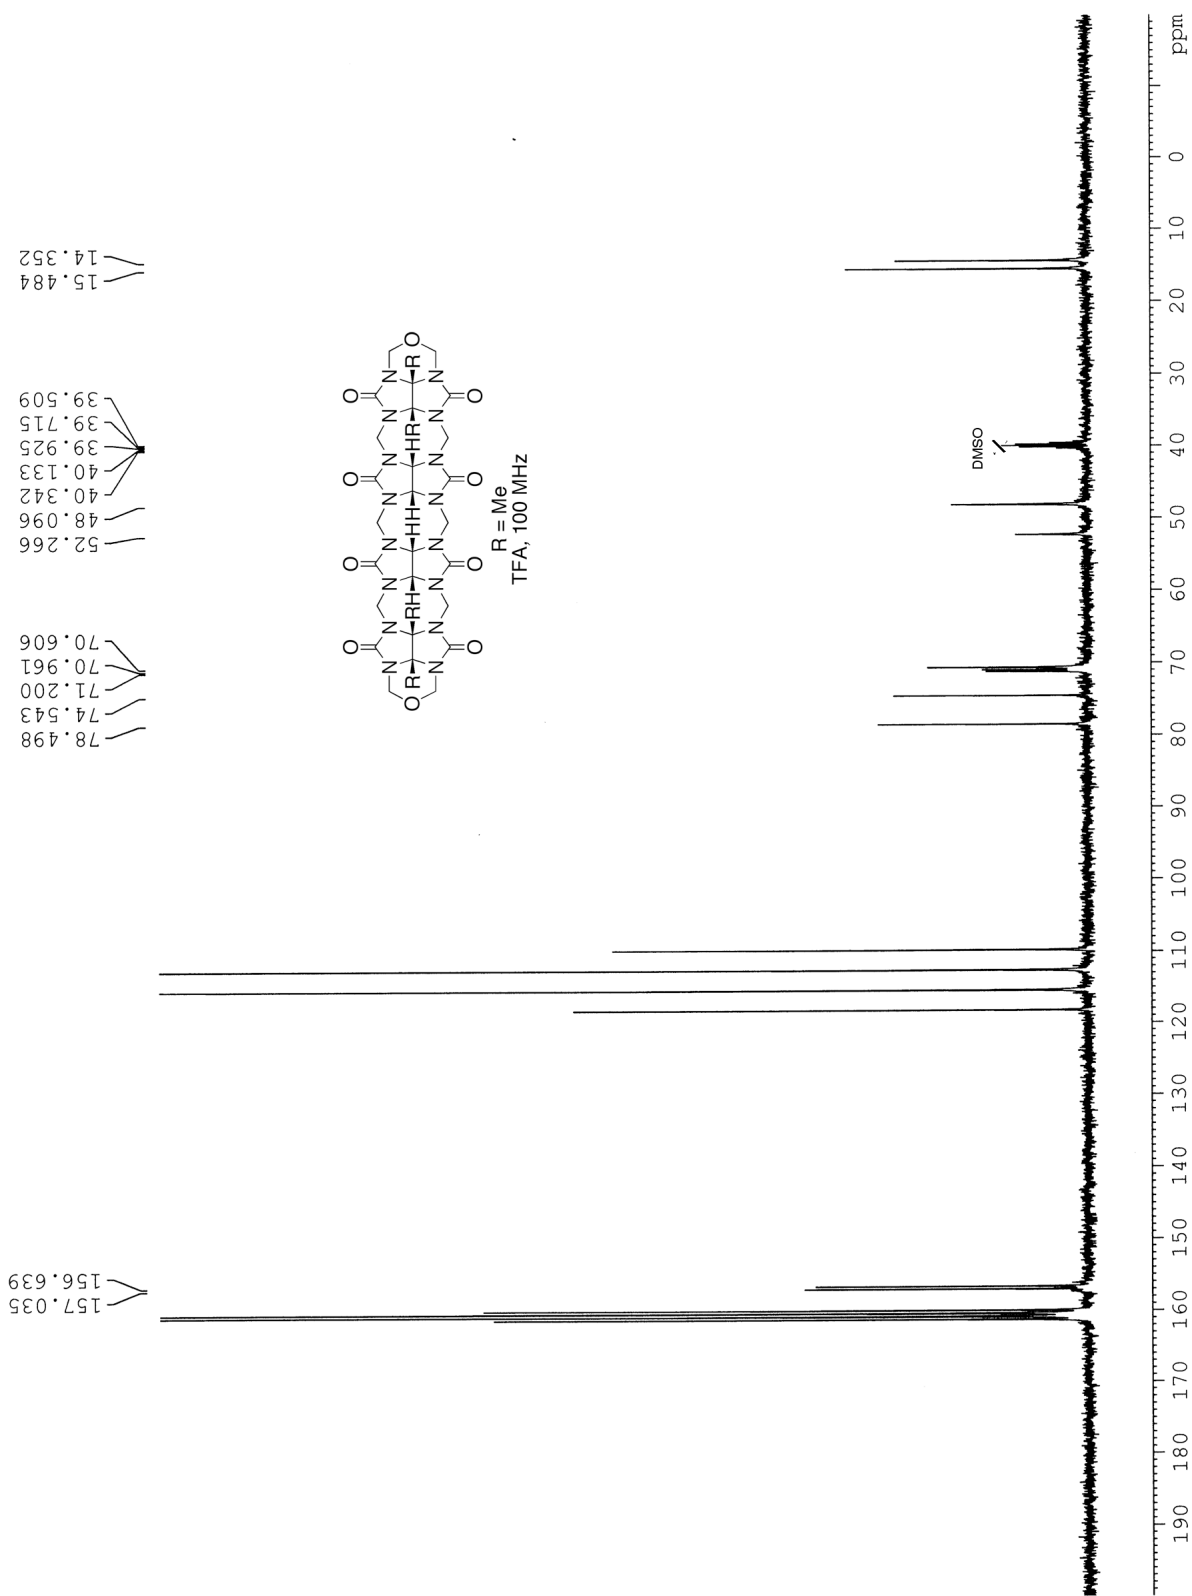 157.035
156.639
78.498
74.543
71.200
70.961
70.606
52.266
48.096
40.342
40.133
39.925
39.715
39.509
15.484
14.352
O O O O
N N N N N N N N
O R RH HH HR R O
N N N N N N N N
O O O O
R = Me
TFA, 100 MHz
DMSO
190 180 170 160 150 140 130 120 110 100 90 80 70 60 50 40 30 20 10 0 ppm